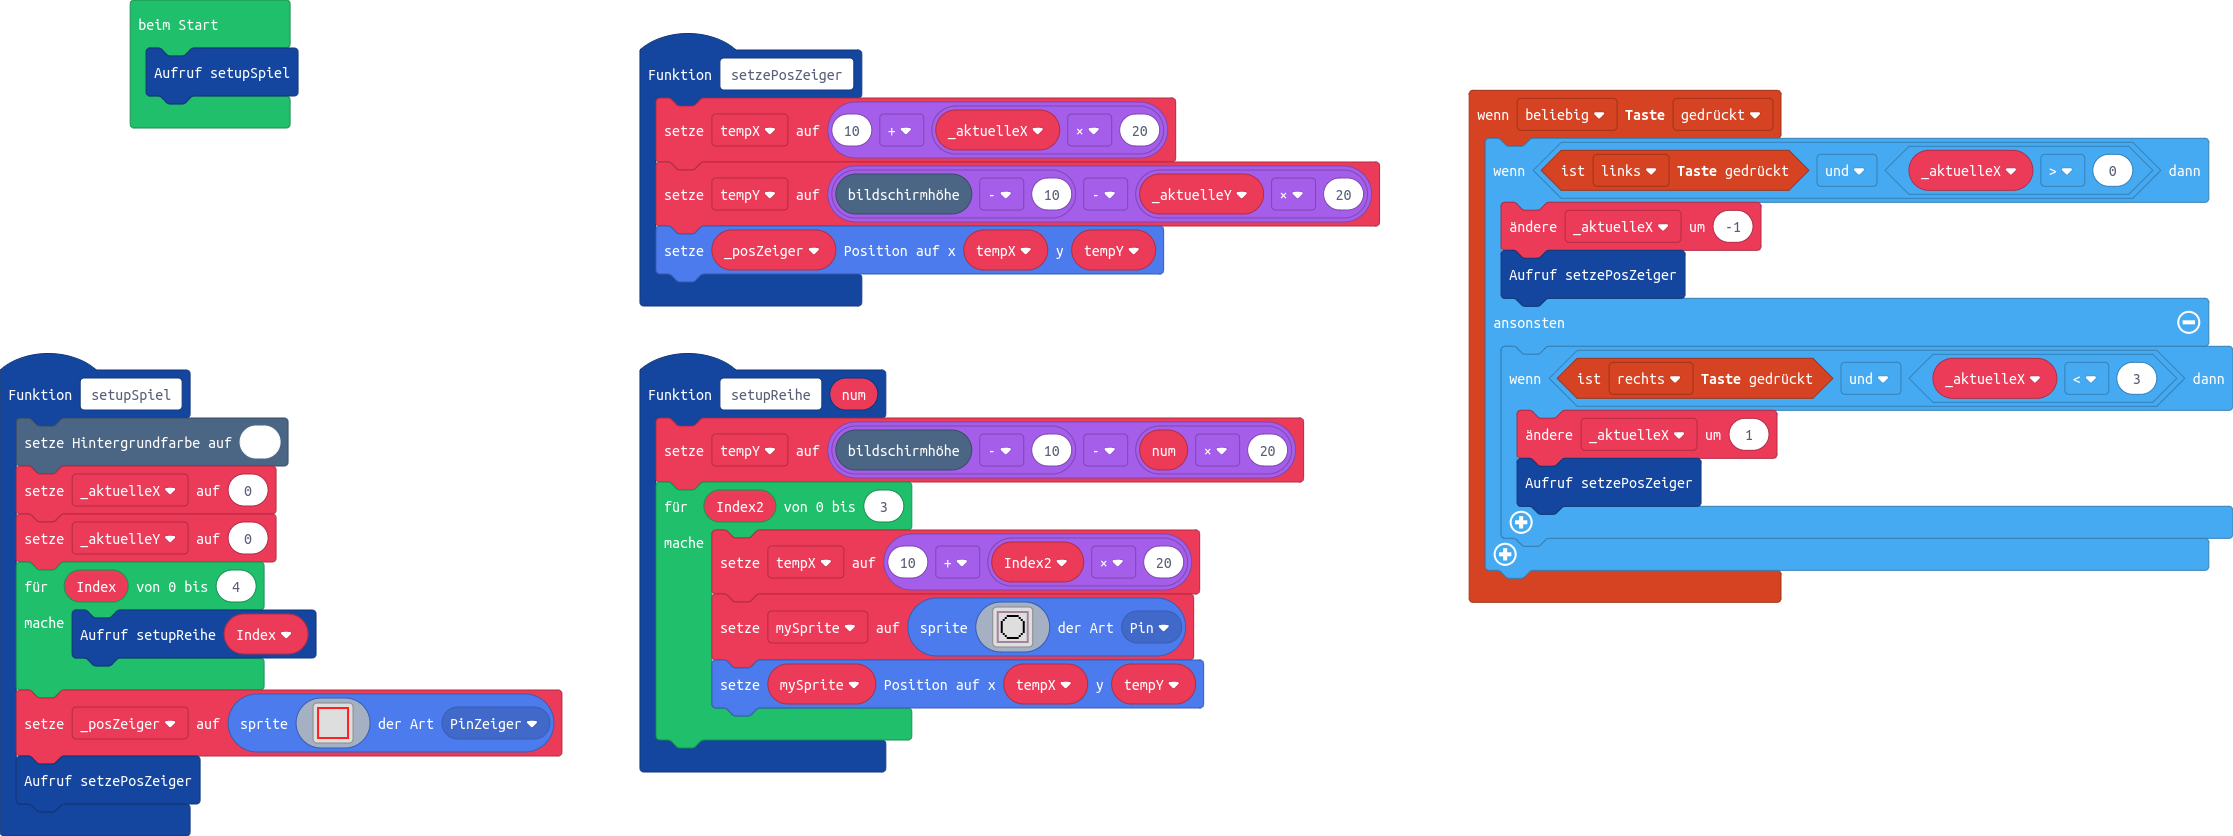 beim Start
Aufruf setupSpiel
Funktion setupSpiel
setze Hintergrundfarbe auf
setze _aktuelleX auf 0
setze _aktuelleY auf 0
für Index von 0 bis 4
mache
Aufruf setupReihe Index
setze _posZeiger auf sprite der Art PinZeiger
Aufruf setzePosZeiger
Funktion setzePosZeiger
setze tempX auf 10 + _aktuelleX × 20
setze tempY auf bildschirmhöhe - 10 - _aktuelleY × 20
setze _posZeiger Position auf x tempX y tempY
Funktion setupReihe num
setze tempY auf bildschirmhöhe - 10 - num × 20
für Index2 von 0 bis 3
mache
setze tempX auf 10 + Index2 × 20
setze mySprite auf sprite der Art Pin
setze mySprite Position auf x tempX y tempY
wenn beliebig Taste gedrückt
wenn ist links Taste gedrückt und _aktuelleX > 0 dann
ändere _aktuelleX um -1
Aufruf setzePosZeiger
ansonsten
wenn ist rechts Taste gedrückt und _aktuelleX < 3 dann
ändere _aktuelleX um 1
Aufruf setzePosZeiger